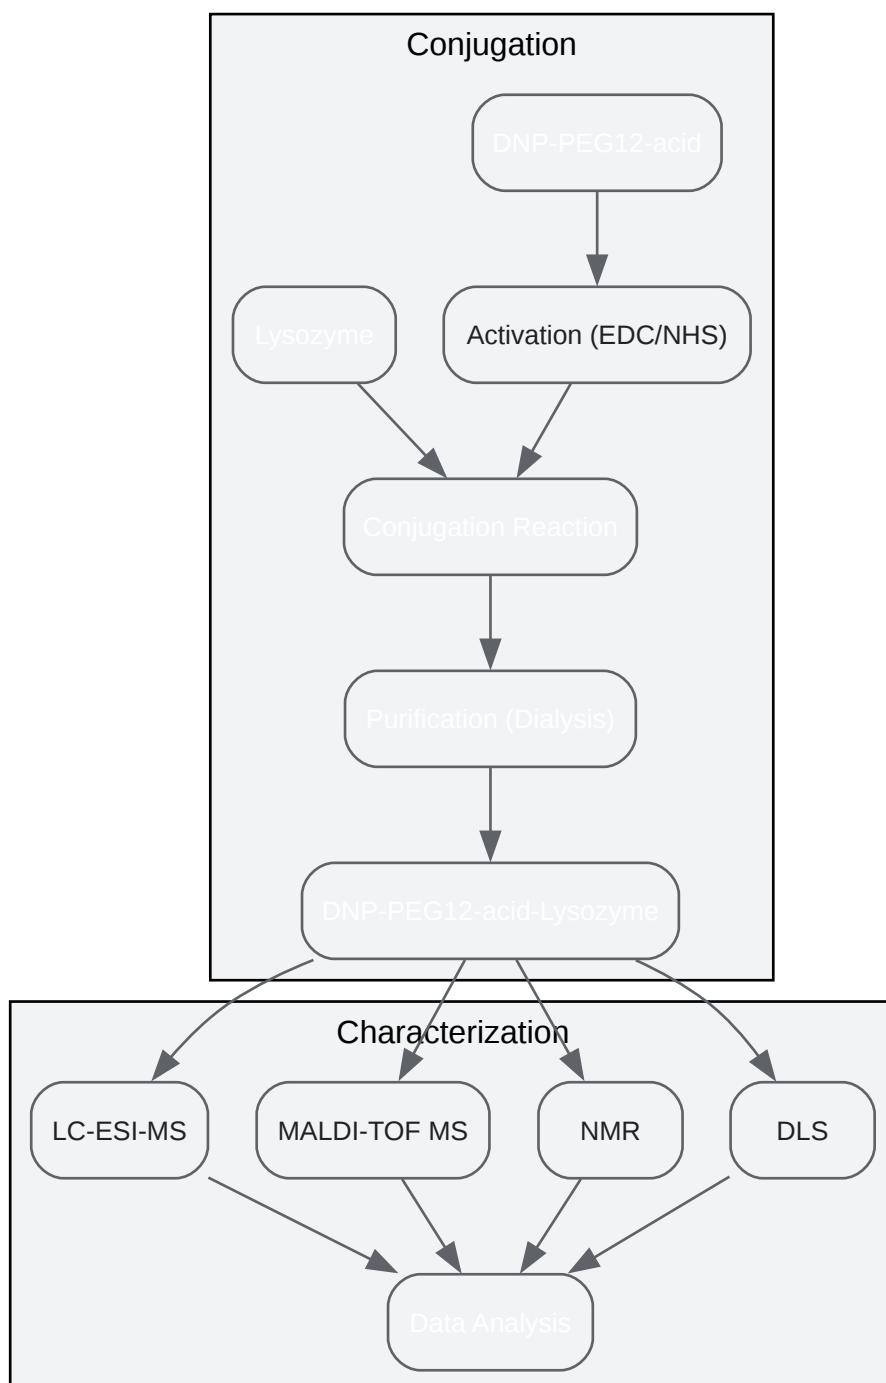 Conjugation
DNP-PEG12-acid
Lysozyme
Activation (EDC/NHS)
Conjugation Reaction
Purification (Dialysis)
DNP-PEG12-acid-Lysozyme
Characterization
LC-ESI-MS
MALDI-TOF MS
NMR
DLS
Data Analysis